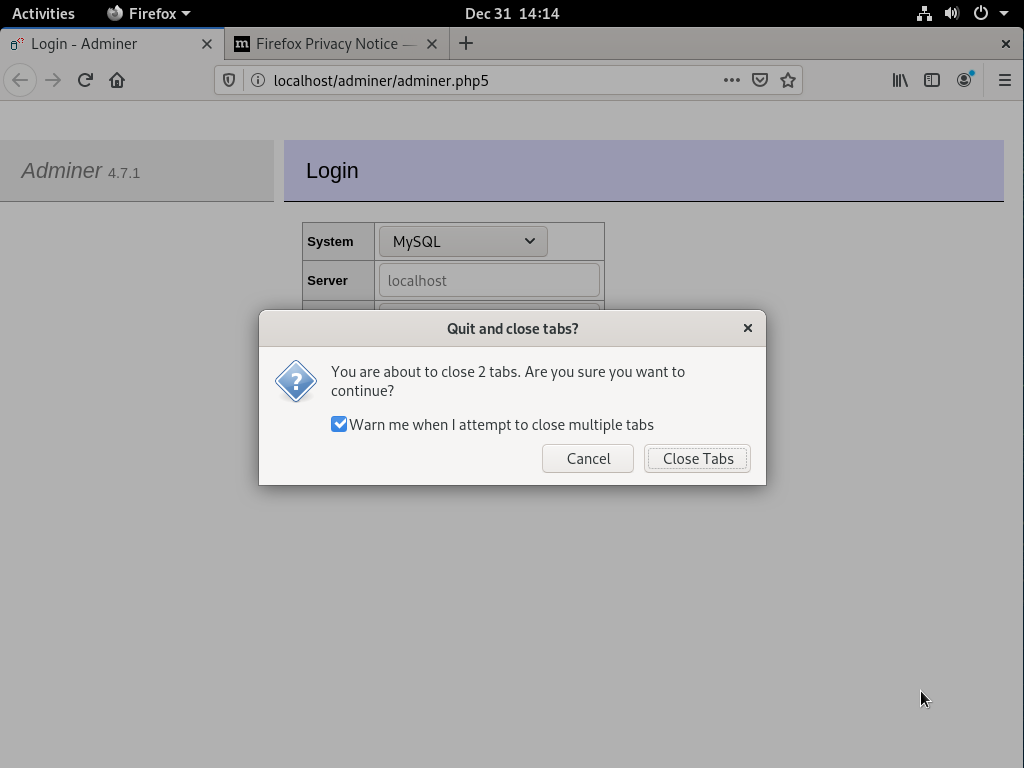 Activities Firefox Dec 31 14:14
Login - Adminer Firefox Privacy Notice —
localhost/adminer/adminer.php5
Adminer 4.7.1
Login
System MySQL
Server localhost
Quit and close tabs?
You are about to close 2 tabs. Are you sure you want to
continue?
Warn me when I attempt to close multiple tabs
Cancel Close Tabs